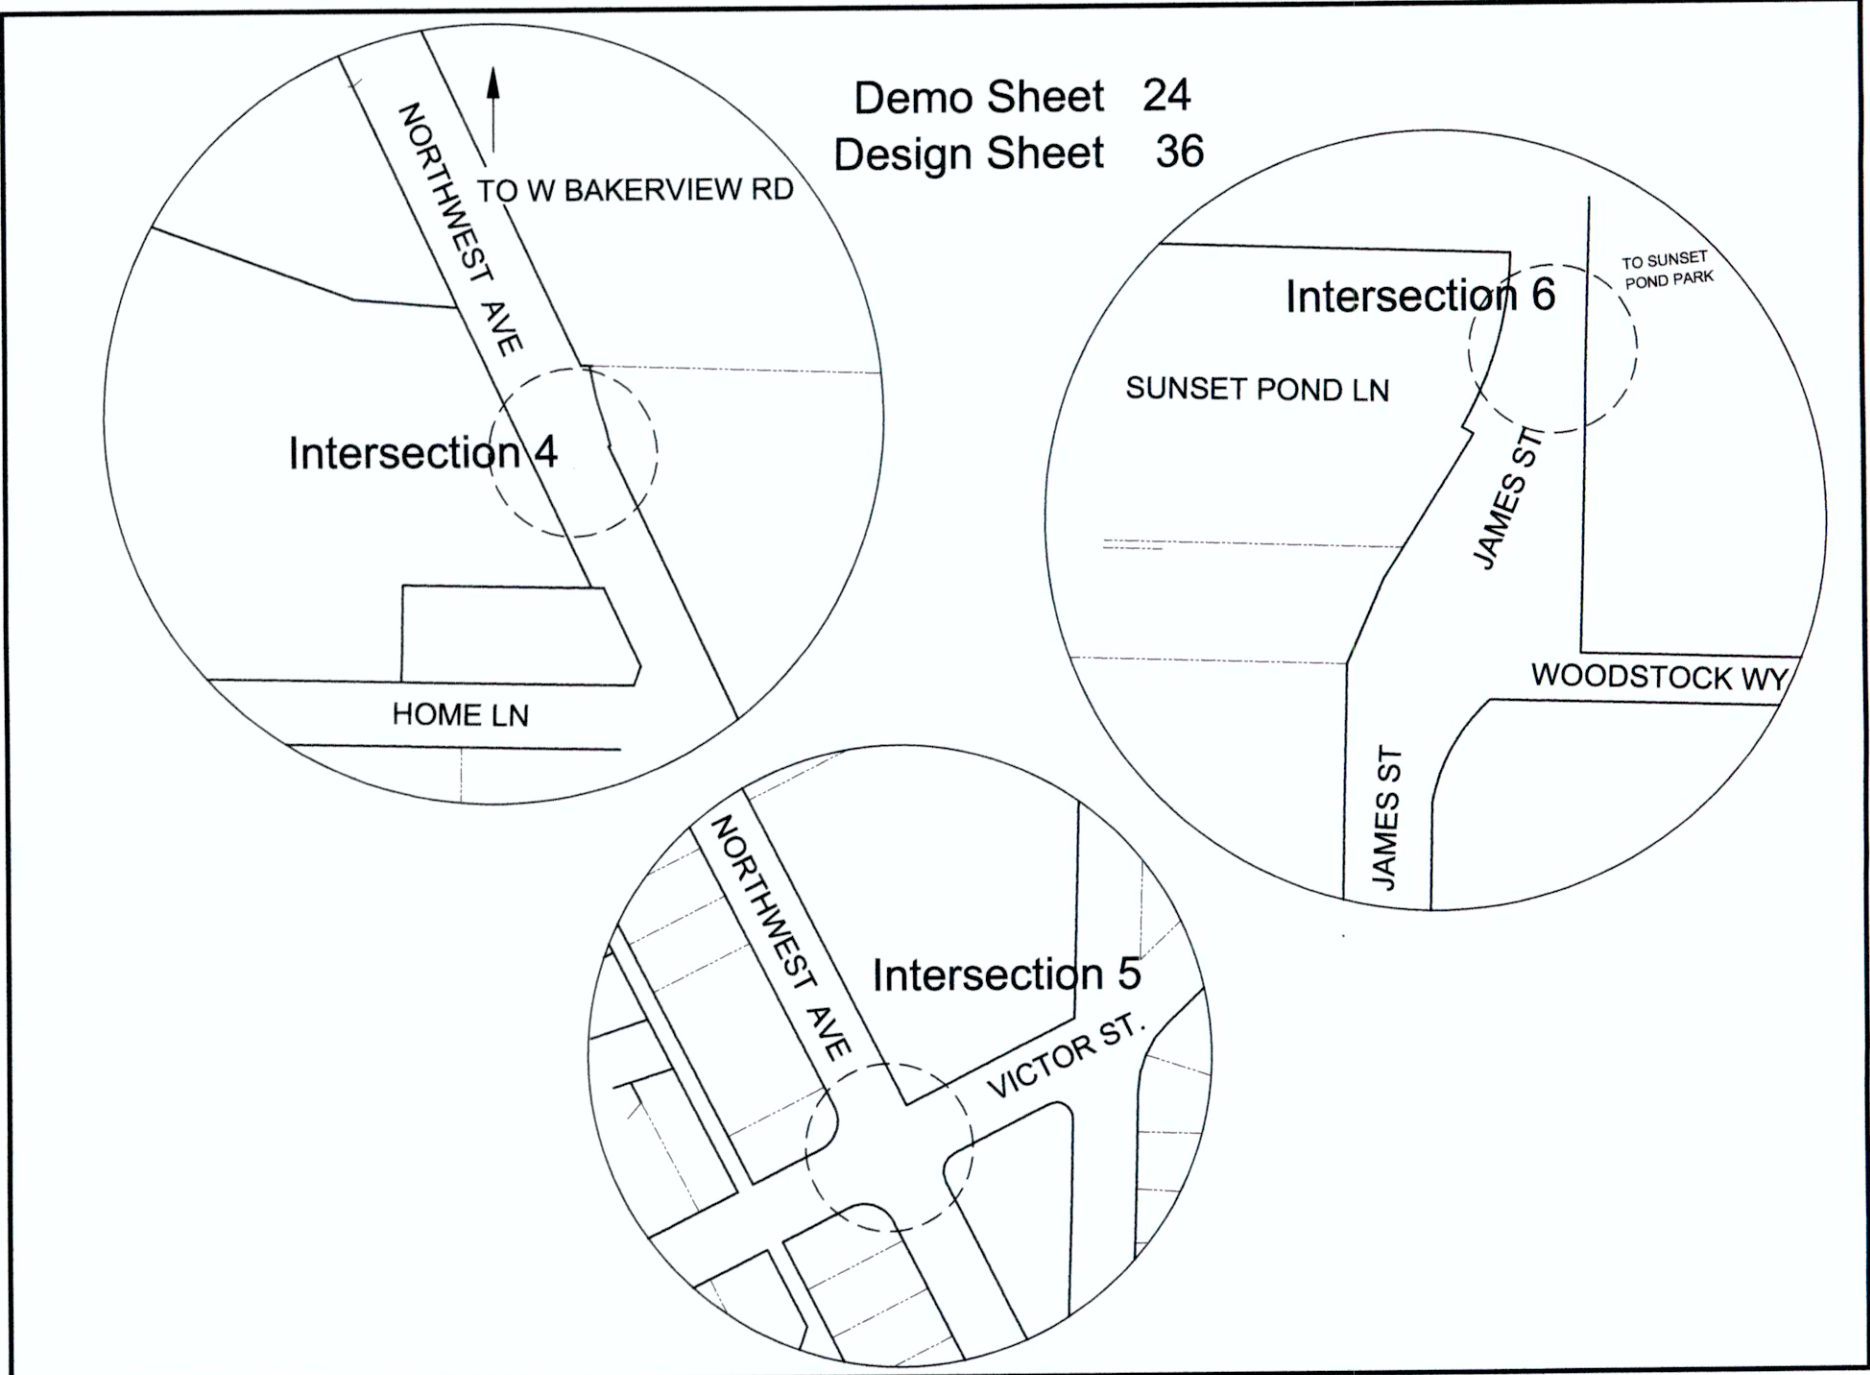 Demo Sheet 24
Design Sheet 36
NORTHWEST AVE
TO W BAKERVIEW RD
Intersection 4
HOME LN
Intersection 6
TO SUNSET
POND PARK
SUNSET POND LN
JAMES ST
WOODSTOCK WY
JAMES ST
NORTHWEST AVE
Intersection 5
VICTOR ST.